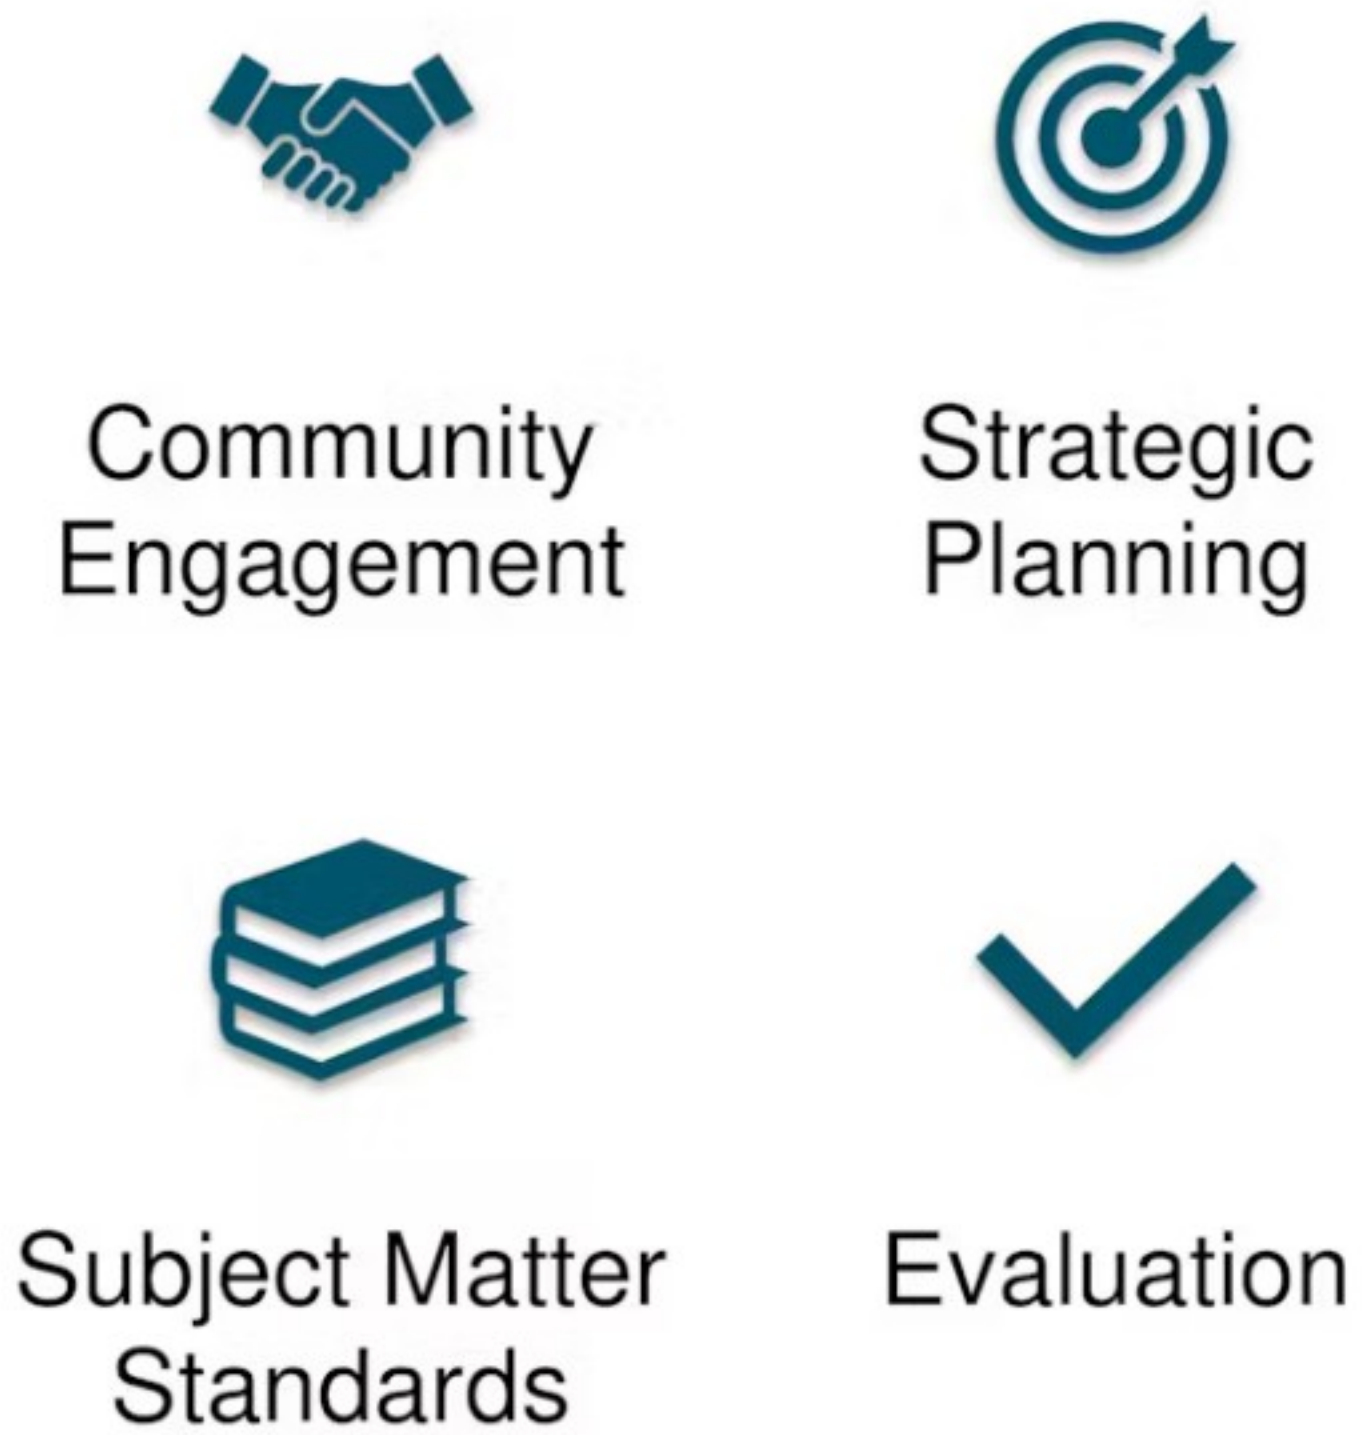 Community
Engagement
Strategic
Planning
Subject Matter
Standards
Evaluation